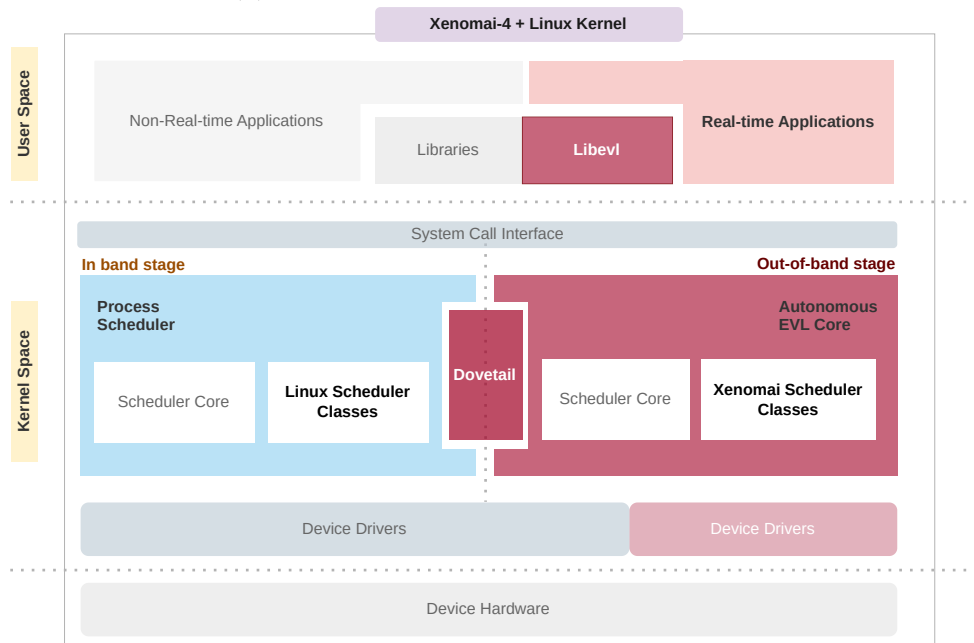 Xenomai-4 + Linux Kernel
User Space
Non-Real-time Applications
Libraries
Libevl
Real-time Applications
System Call Interface
In band stage
Out-of-band stage
Kernel Space
Process
Scheduler
Scheduler Core
Linux Scheduler
Classes
Dovetail
Autonomous
EVL Core
Scheduler Core
Xenomai Scheduler
Classes
Device Drivers
Device Drivers
Device Hardware